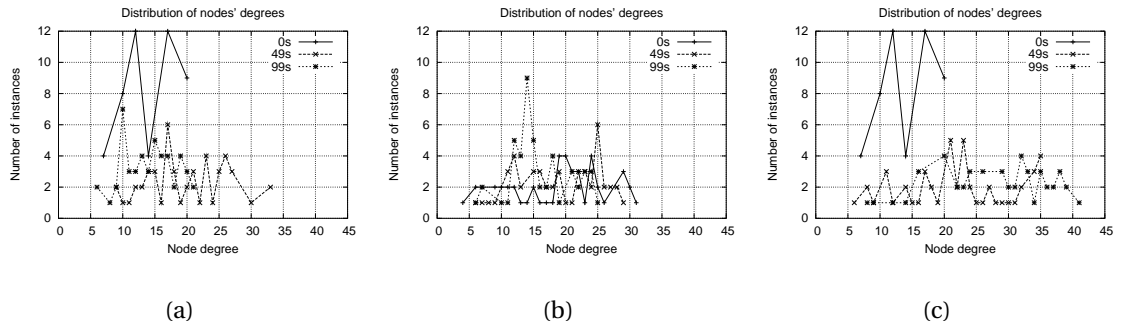 Distribution of nodes' degrees
12
10
8
6
4
2
0
0 5 10 15 20 25 30 35 40 45
Number of instances
Node degree
0s
49s
99s
(a)
Distribution of nodes' degrees
12
10
8
6
4
2
0
0 5 10 15 20 25 30 35 40 45
Number of instances
Node degree
0s
49s
99s
(b)
Distribution of nodes' degrees
12
10
8
6
4
2
0
0 5 10 15 20 25 30 35 40 45
Number of instances
Node degree
0s
49s
99s
(c)